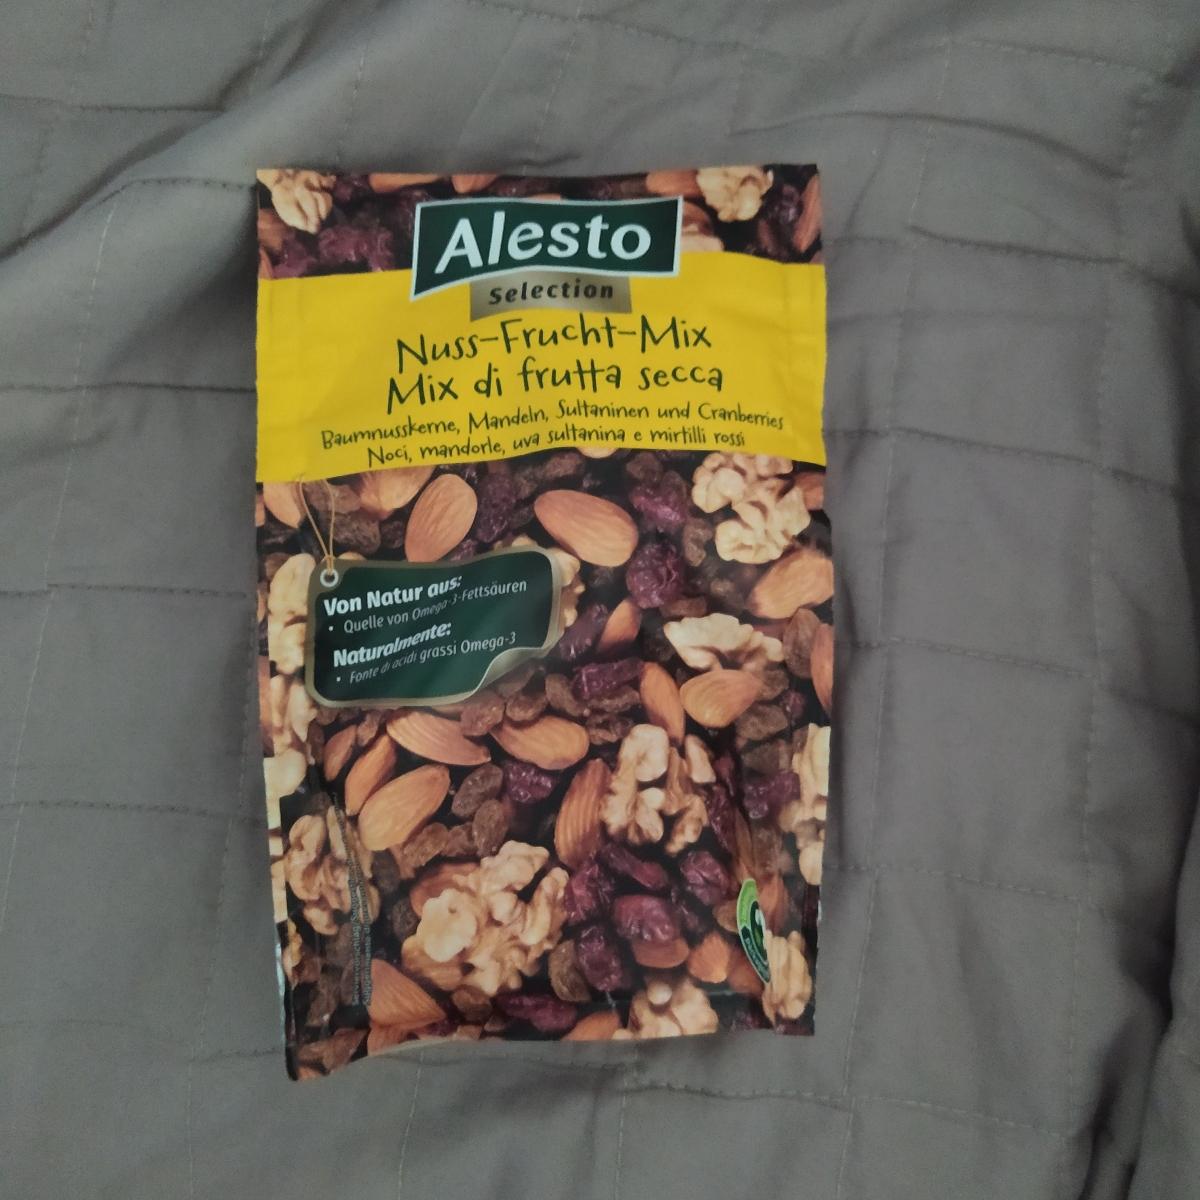 Alesto
Selection
Nuss-Frucht-Mix
Mix di frutta secca
Baumnusskerne, Mandeln, Sultaninen und Cranberries
Noci, mandorle, uva sultanina e mirtilli rossi
Von Natur aus:
• Quelle von Omega-3-Fettsäuren
Naturalmente:
• Fonte di acidi grassi Omega-3